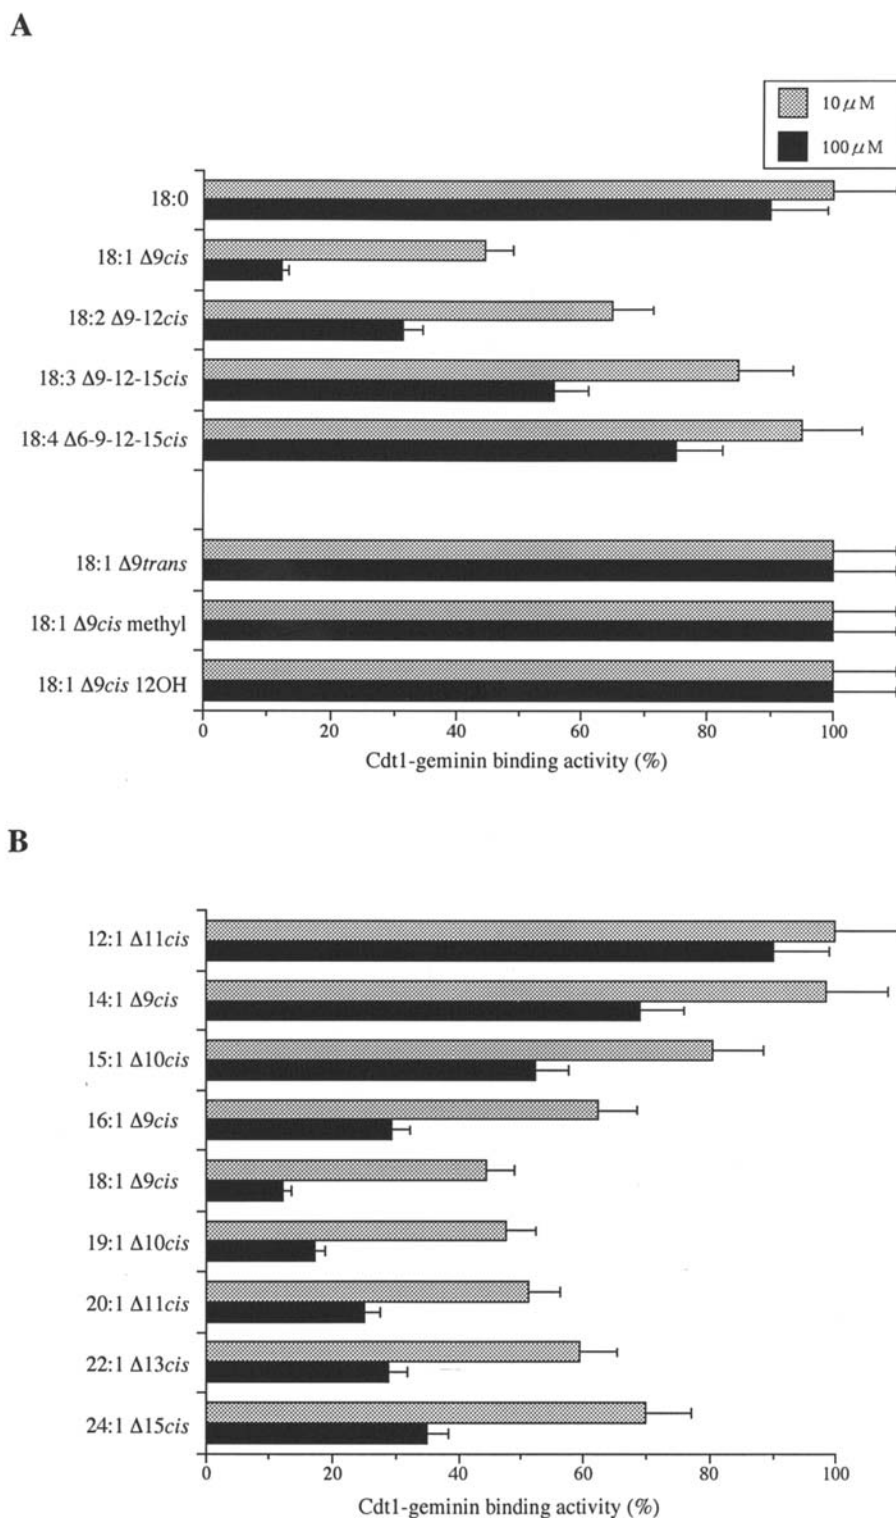 A
10 μM
100 μM
18:0
18:1 Δ9cis
18:2 Δ9-12cis
18:3 Δ9-12-15cis
18:4 Δ6-9-12-15cis
18:1 Δ9trans
18:1 Δ9cis methyl
18:1 Δ9cis 12OH
0 20 40 60 80 100
Cdt1-geminin binding activity (%)
B
12:1 Δ11cis
14:1 Δ9cis
15:1 Δ10cis
16:1 Δ9cis
18:1 Δ9cis
19:1 Δ10cis
20:1 Δ11cis
22:1 Δ13cis
24:1 Δ15cis
0 20 40 60 80 100
Cdt1-geminin binding activity (%)